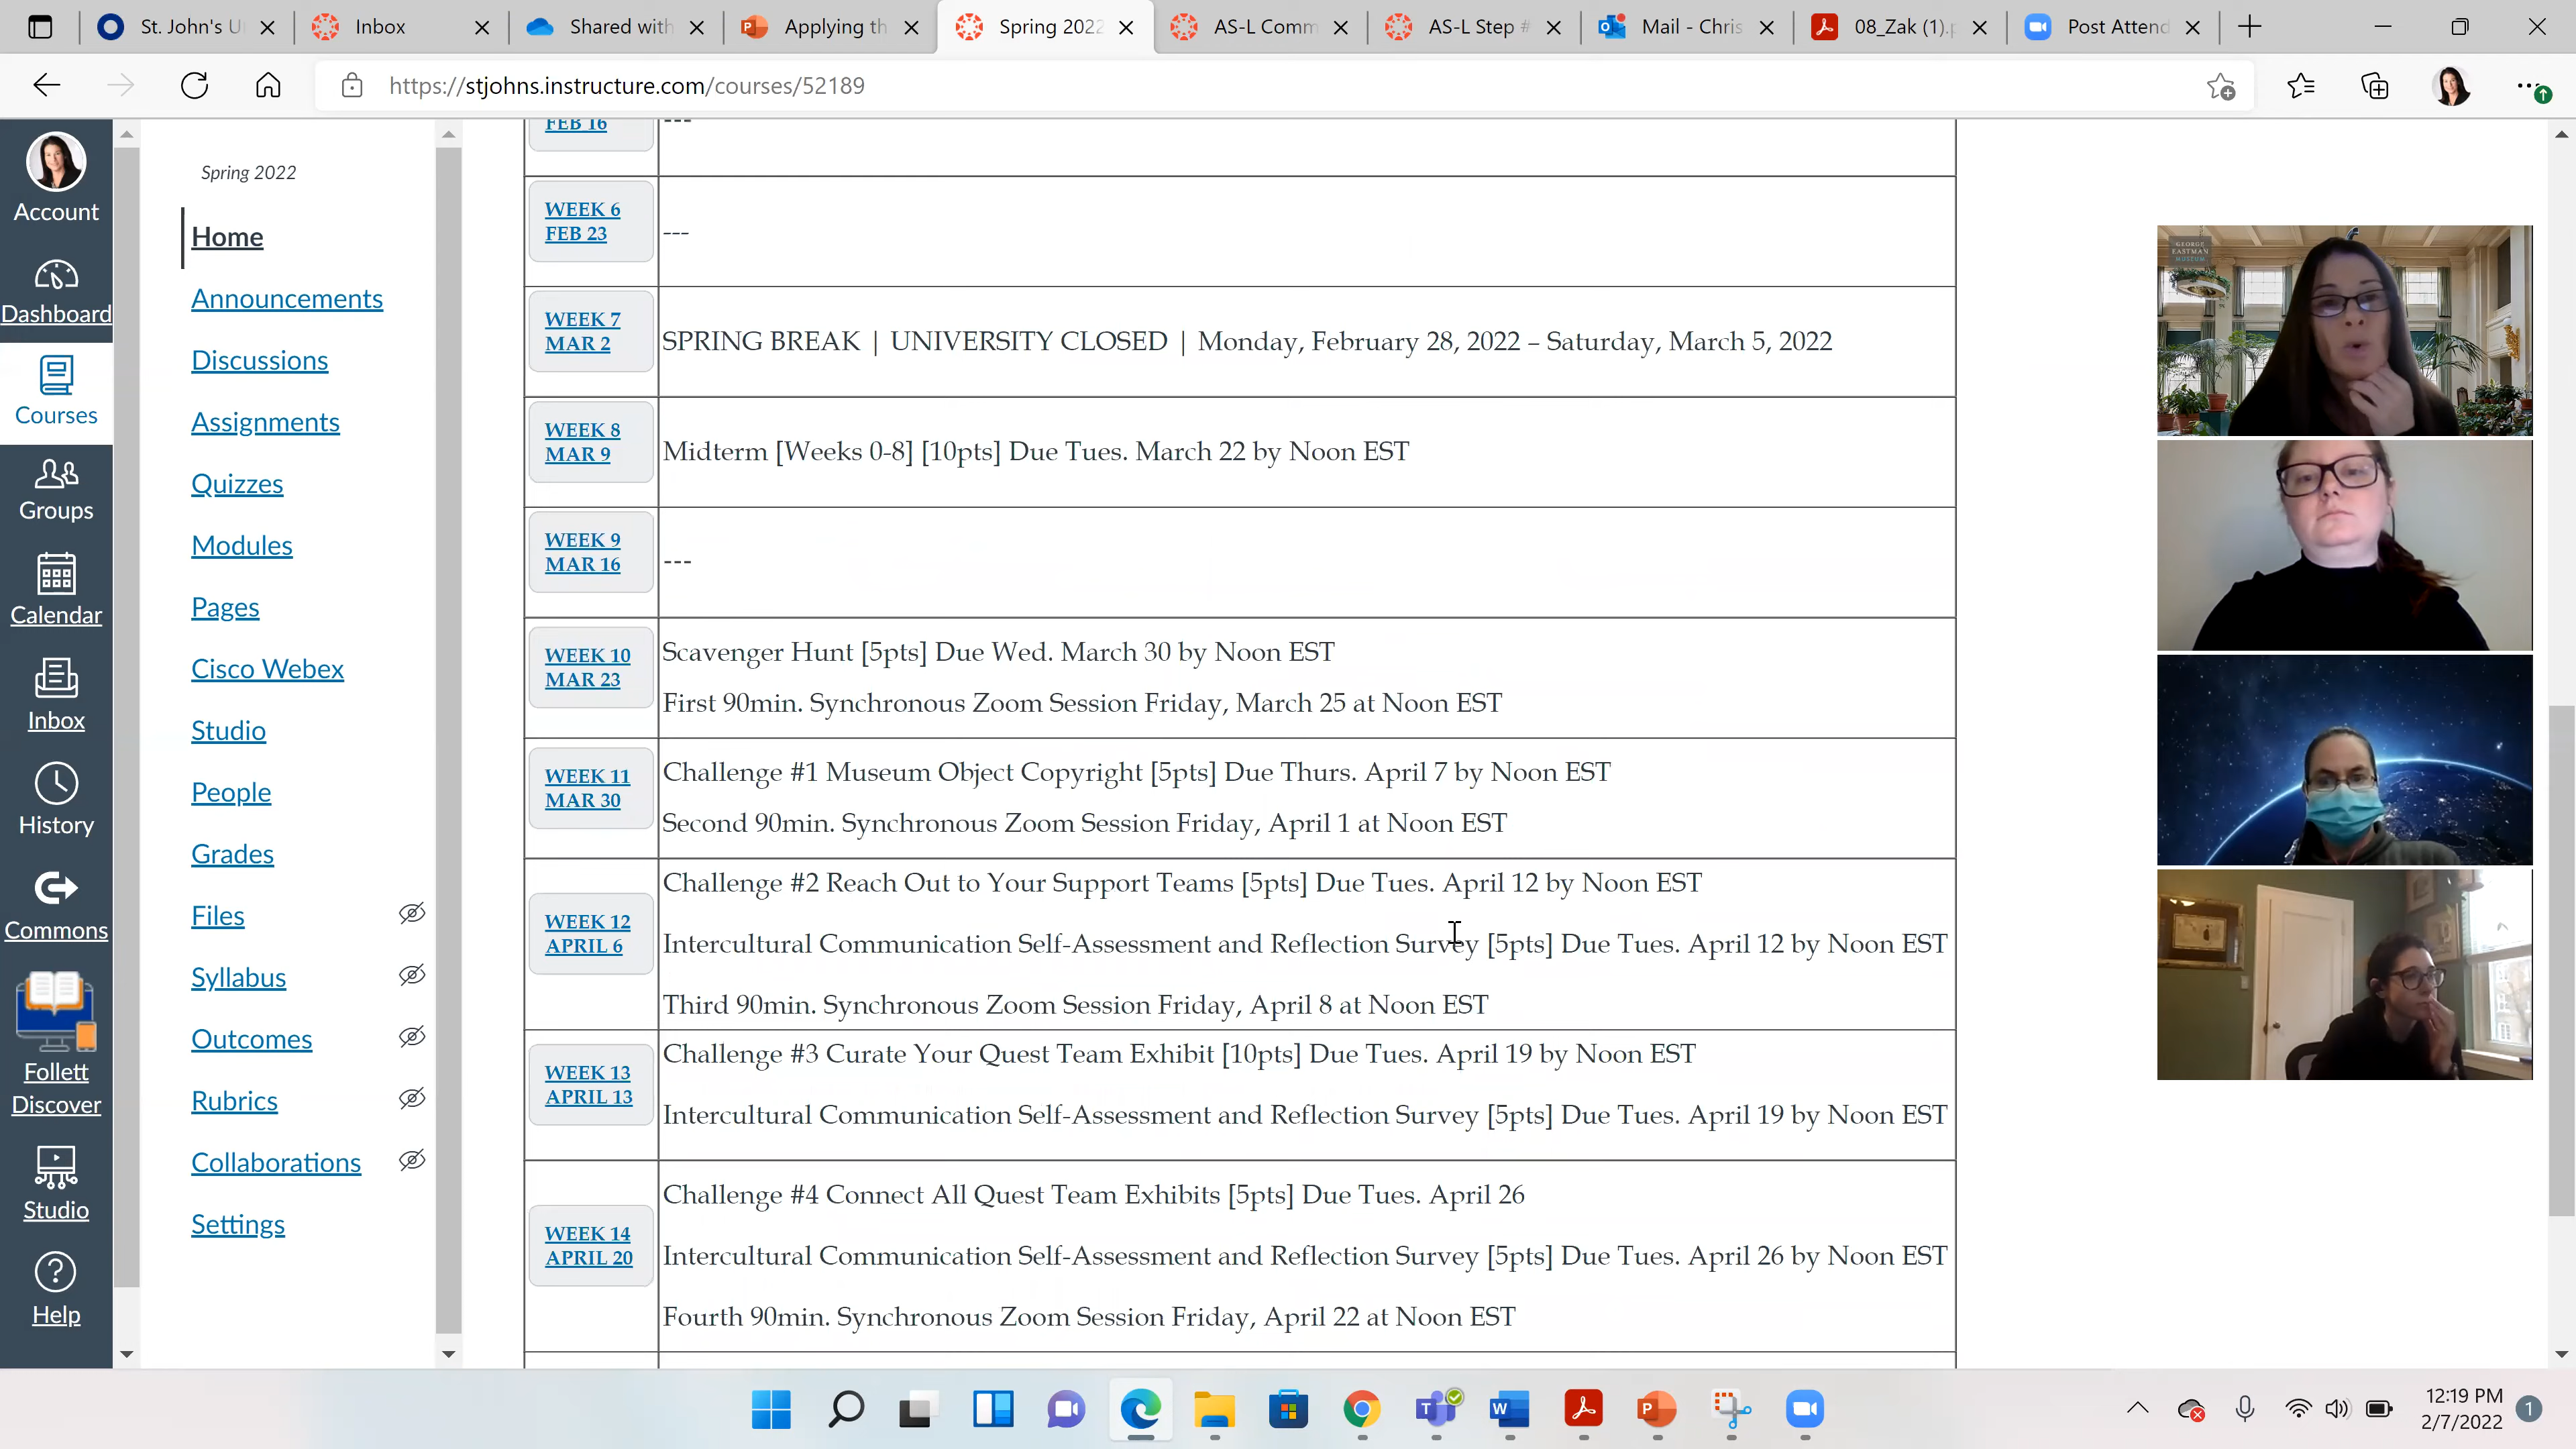 St. John's U
Inbox
Shared with
Applying th
Spring 2022
AS-L Comm
AS-L Step #
Mail - Chris
08_Zak (1).p
Post Attend
https://stjohns.instructure.com/courses/52189
Account
Dashboard
Courses
Groups
Calendar
Inbox
History
Commons
Follett
Discover
Studio
Help
Spring 2022
Home
Announcements
Discussions
Assignments
Quizzes
Modules
Pages
Cisco Webex
Studio
People
Grades
Files
Syllabus
Outcomes
Rubrics
Collaborations
Settings
FEB 16
---
WEEK 6
FEB 23
---
WEEK 7
MAR 2
SPRING BREAK | UNIVERSITY CLOSED | Monday, February 28, 2022 – Saturday, March 5, 2022
WEEK 8
MAR 9
Midterm [Weeks 0-8] [10pts] Due Tues. March 22 by Noon EST
WEEK 9
MAR 16
---
WEEK 10
MAR 23
Scavenger Hunt [5pts] Due Wed. March 30 by Noon EST
First 90min. Synchronous Zoom Session Friday, March 25 at Noon EST
WEEK 11
MAR 30
Challenge #1 Museum Object Copyright [5pts] Due Thurs. April 7 by Noon EST
Second 90min. Synchronous Zoom Session Friday, April 1 at Noon EST
WEEK 12
APRIL 6
Challenge #2 Reach Out to Your Support Teams [5pts] Due Tues. April 12 by Noon EST
Intercultural Communication Self-Assessment and Reflection Survey [5pts] Due Tues. April 12 by Noon EST
Third 90min. Synchronous Zoom Session Friday, April 8 at Noon EST
WEEK 13
APRIL 13
Challenge #3 Curate Your Quest Team Exhibit [10pts] Due Tues. April 19 by Noon EST
Intercultural Communication Self-Assessment and Reflection Survey [5pts] Due Tues. April 19 by Noon EST
WEEK 14
APRIL 20
Challenge #4 Connect All Quest Team Exhibits [5pts] Due Tues. April 26
Intercultural Communication Self-Assessment and Reflection Survey [5pts] Due Tues. April 26 by Noon EST
Fourth 90min. Synchronous Zoom Session Friday, April 22 at Noon EST
GEORGE
EASTMAN
MUSEUM
12:19 PM
2/7/2022
1